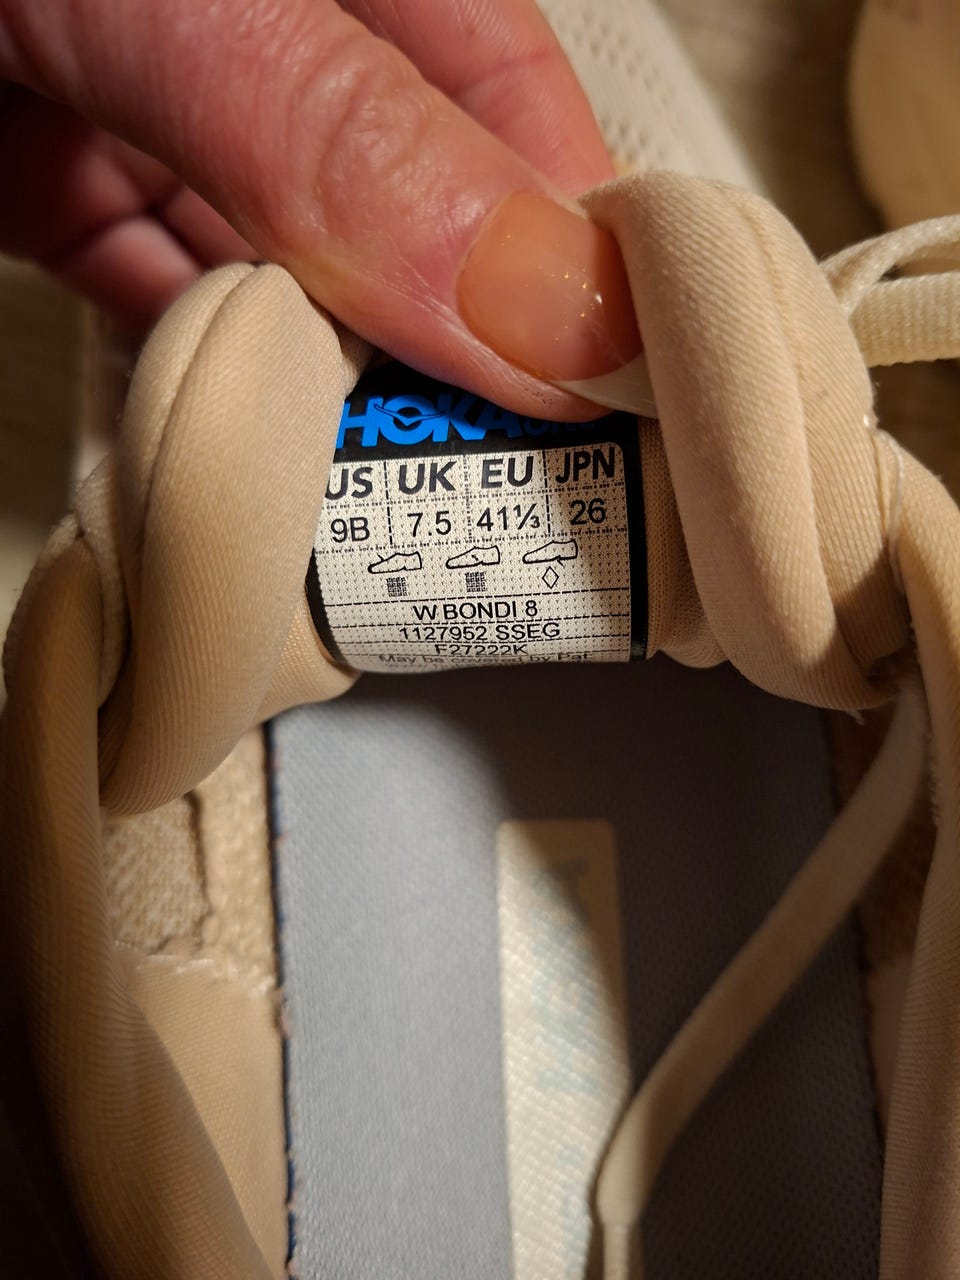 HOKA
US UK EU JPN
9B 7.5 41⅓ 26
W BONDI 8
1127952 SSEG
F27222K
May be covered by Pat.